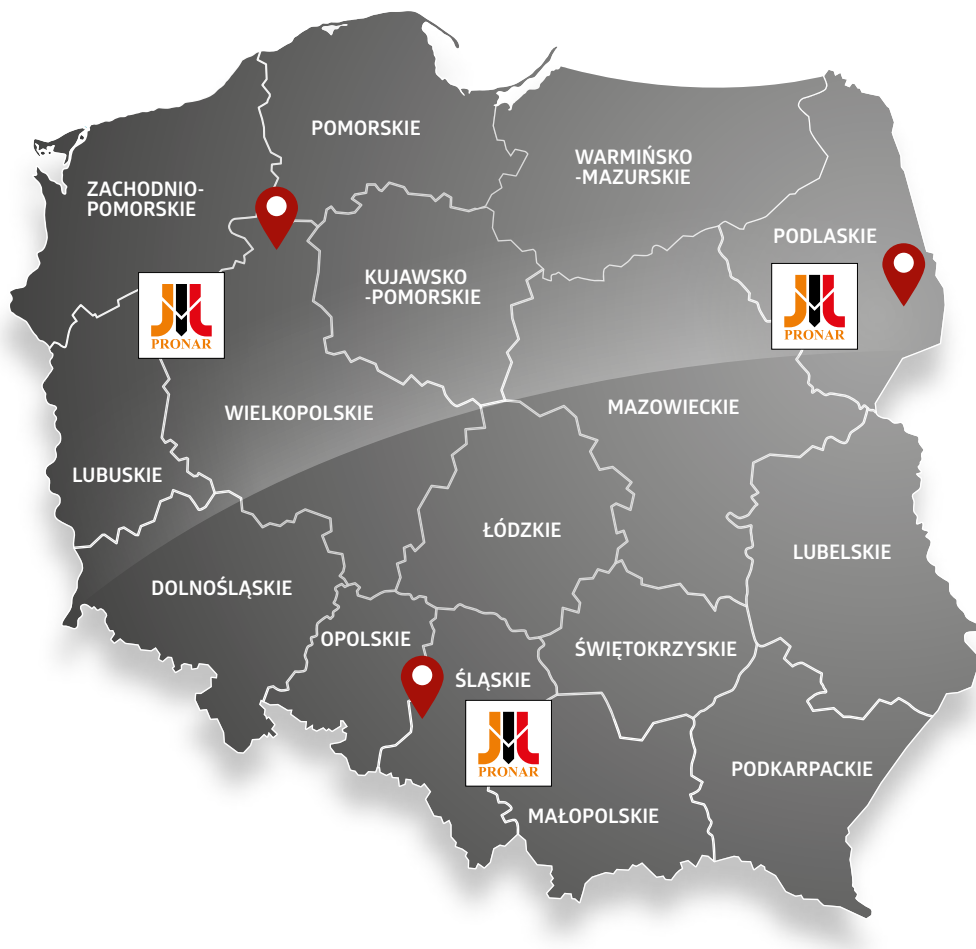 POMORSKIE
WARMIŃSKO
-MAZURSKIE
ZACHODNIO-
POMORSKIE
PODLASKIE
KUJAWSKO
-POMORSKIE
PRONAR
PRONAR
WIELKOPOLSKIE
MAZOWIECKIE
LUBUSKIE
ŁÓDZKIE
LUBELSKIE
DOLNOŚLĄSKIE
OPOLSKIE
ŚWIĘTOKRZYSKIE
ŚLĄSKIE
PRONAR
PODKARPACKIE
MAŁOPOLSKIE